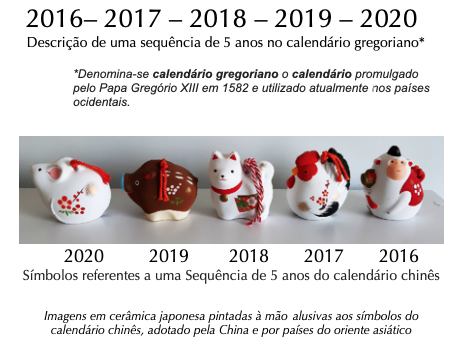 2016– 2017 – 2018 – 2019 – 2020
Descrição de uma sequência de 5 anos no calendário gregoriano*
*Denomina-se calendário gregoriano o calendário promulgado
pelo Papa Gregório XIII em 1582 e utilizado atualmente nos países
ocidentais.
2020 2019 2018 2017 2016
Símbolos referentes a uma Sequência de 5 anos do calendário chinês
Imagens em cerâmica japonesa pintadas à mão alusivas aos símbolos do
calendário chinês, adotado pela China e por países do oriente asiático